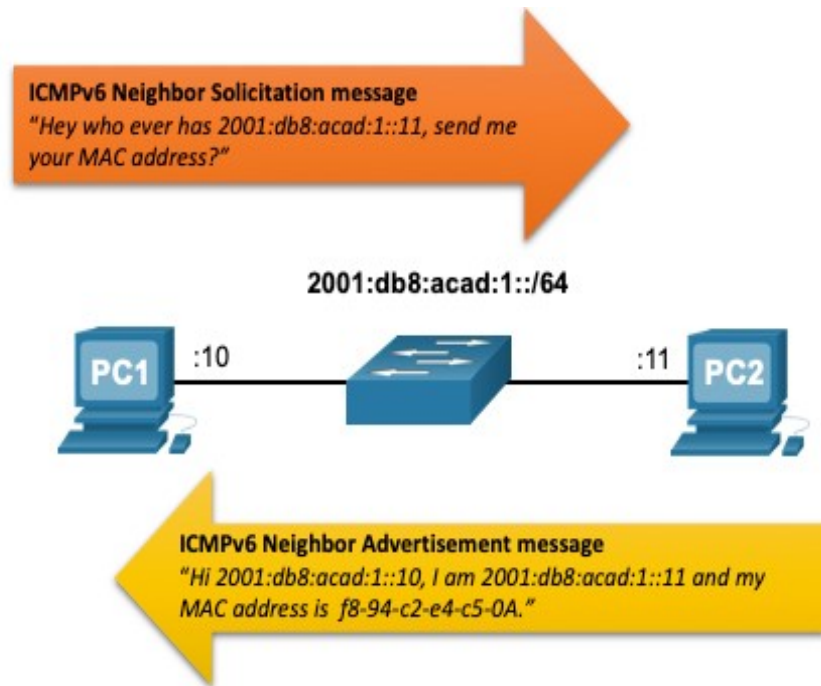 ICMPv6 Neighbor Solicitation message
“Hey who ever has 2001:db8:acad:1::11, send me
your MAC address?”
2001:db8:acad:1::/64
PC1
:10
:11
PC2
ICMPv6 Neighbor Advertisement message
“Hi 2001:db8:acad:1::10, I am 2001:db8:acad:1::11 and my
MAC address is f8-94-c2-e4-c5-0A.”